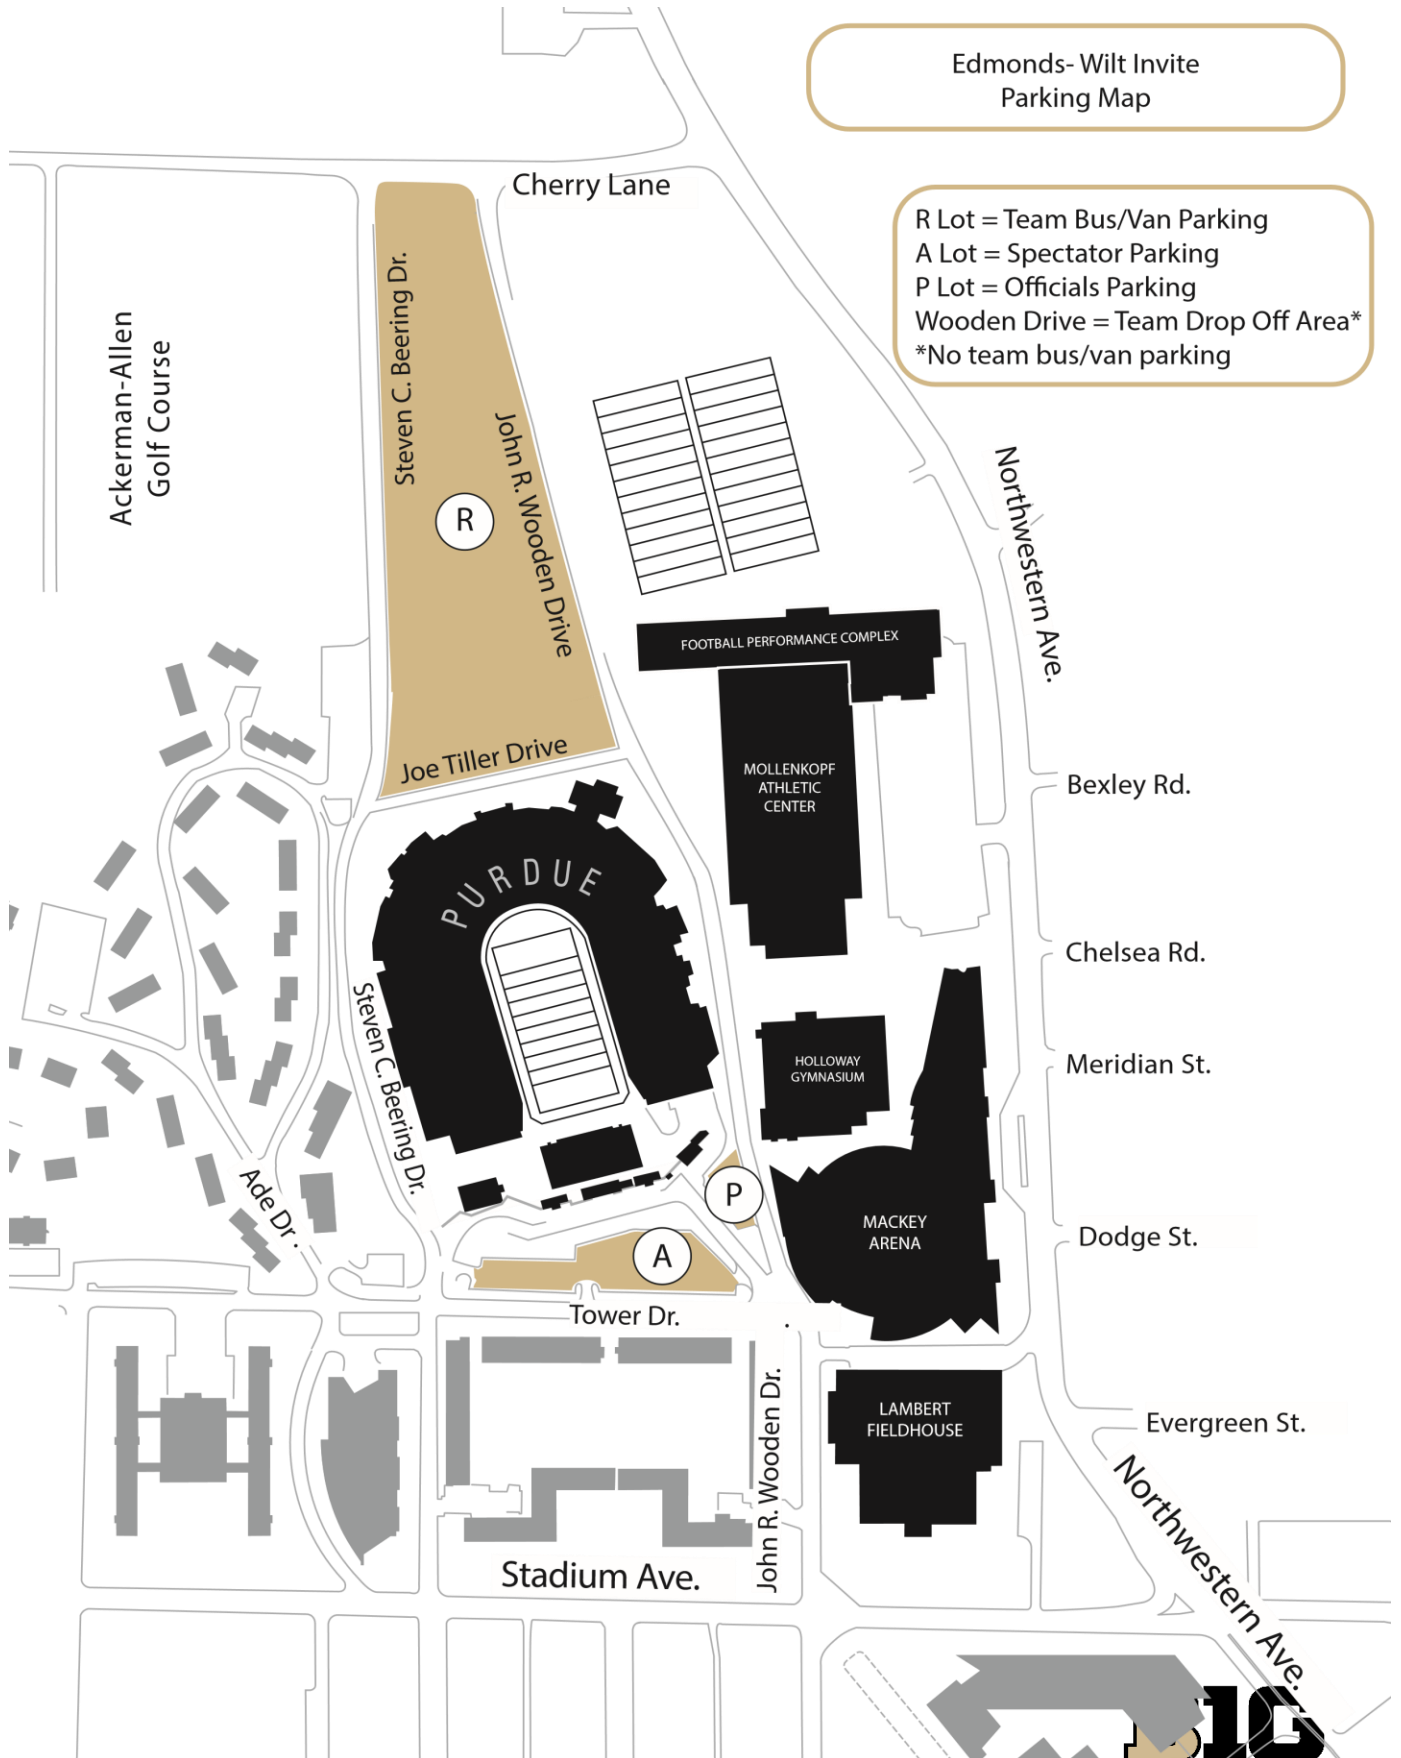 Edmonds- Wilt Invite
Parking Map
Cherry Lane
R Lot = Team Bus/Van Parking
A Lot = Spectator Parking
P Lot = Officials Parking
Wooden Drive = Team Drop Off Area*
*No team bus/van parking
Ackerman-Allen
Golf Course
Steven C. Beering Dr.
John R. Wooden Drive
R
Northwestern Ave.
FOOTBALL PERFORMANCE COMPLEX
Joe Tiller Drive
MOLLENKOPF
ATHLETIC
CENTER
Bexley Rd.
PURDUE
Chelsea Rd.
Steven C. Beering Dr.
HOLLOWAY
GYMNASIUM
Meridian St.
Ade Dr.
P
MACKEY
ARENA
Dodge St.
A
Tower Dr.
.
John R. Wooden Dr.
LAMBERT
FIELDHOUSE
Evergreen St.
Northwestern Ave.
Stadium Ave.
B1G